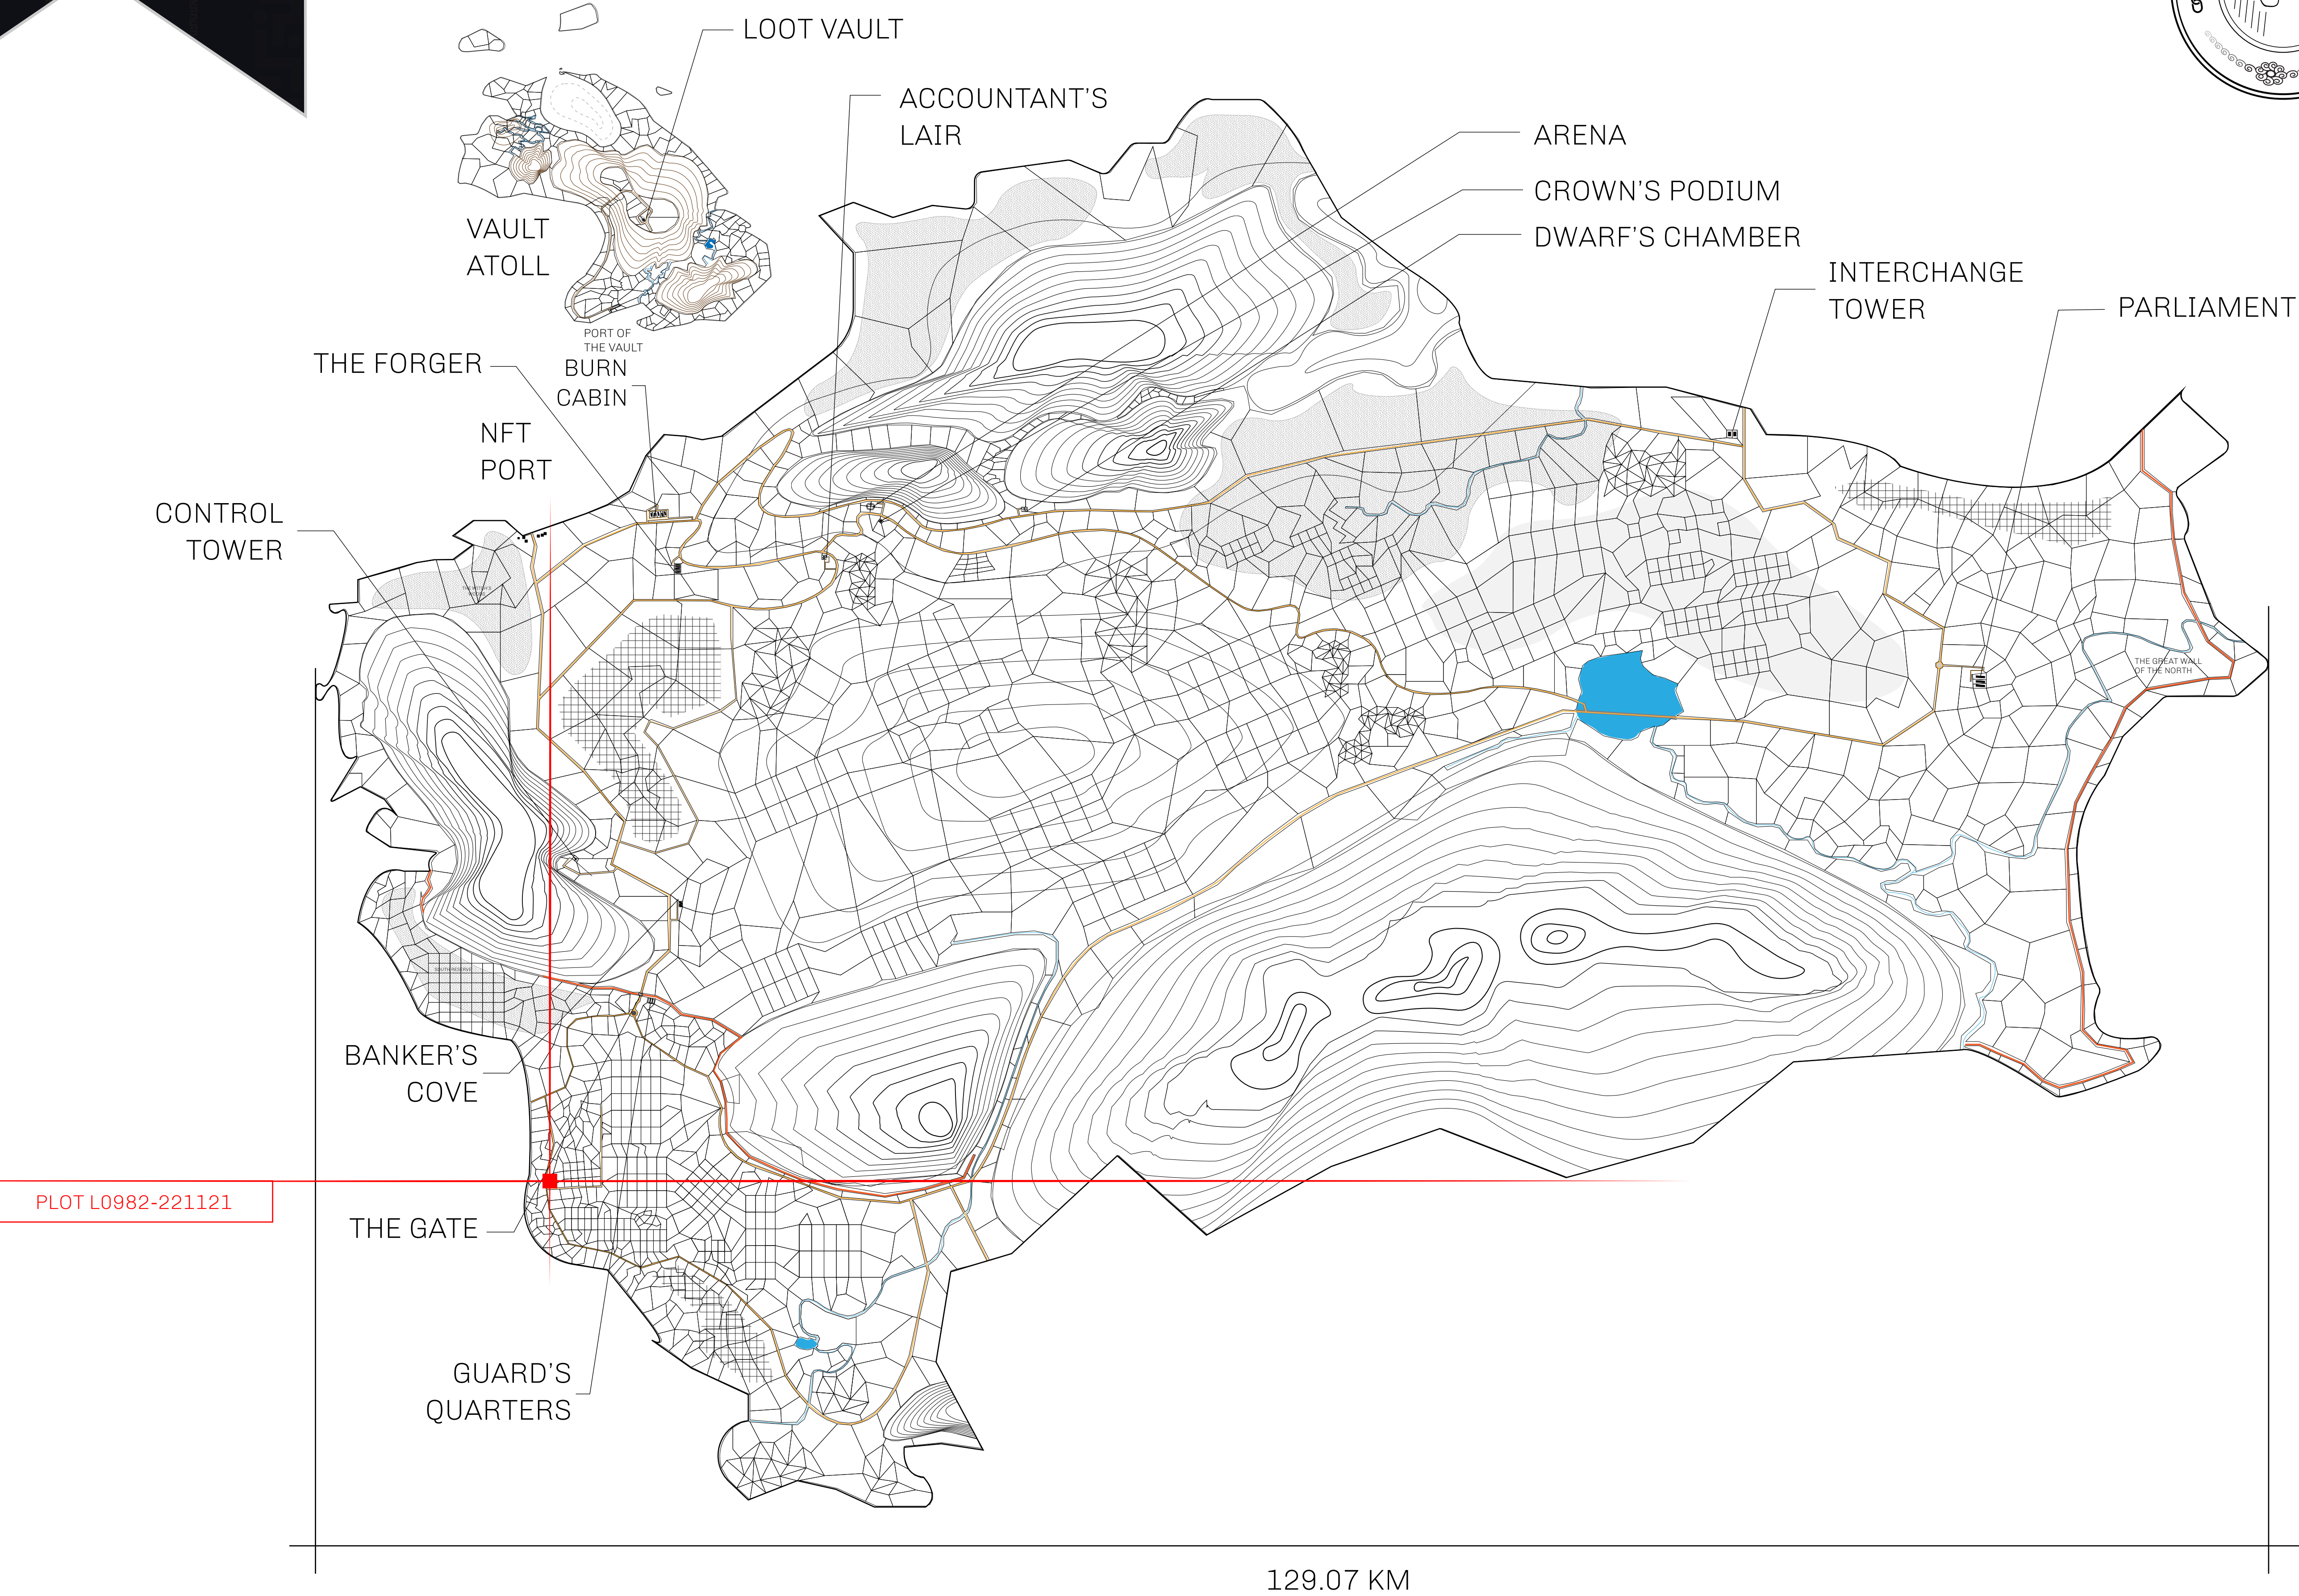 LOOT VAULT
ACCOUNTANT'S
LAIR
ARENA
CROWN'S PODIUM
DWARF'S CHAMBER
VAULT
ATOLL
INTERCHANGE
TOWER
PARLIAMENT
PORT OF
THE VAULT
THE FORGER
BURN
CABIN
NFT
PORT
CONTROL
TOWER
THE GREAT WALL
OF THE NORTH
SOUTH RESERVE
BANKER'S
COVE
PLOT L0982-221121
THE GATE
GUARD'S
QUARTERS
129.07 KM